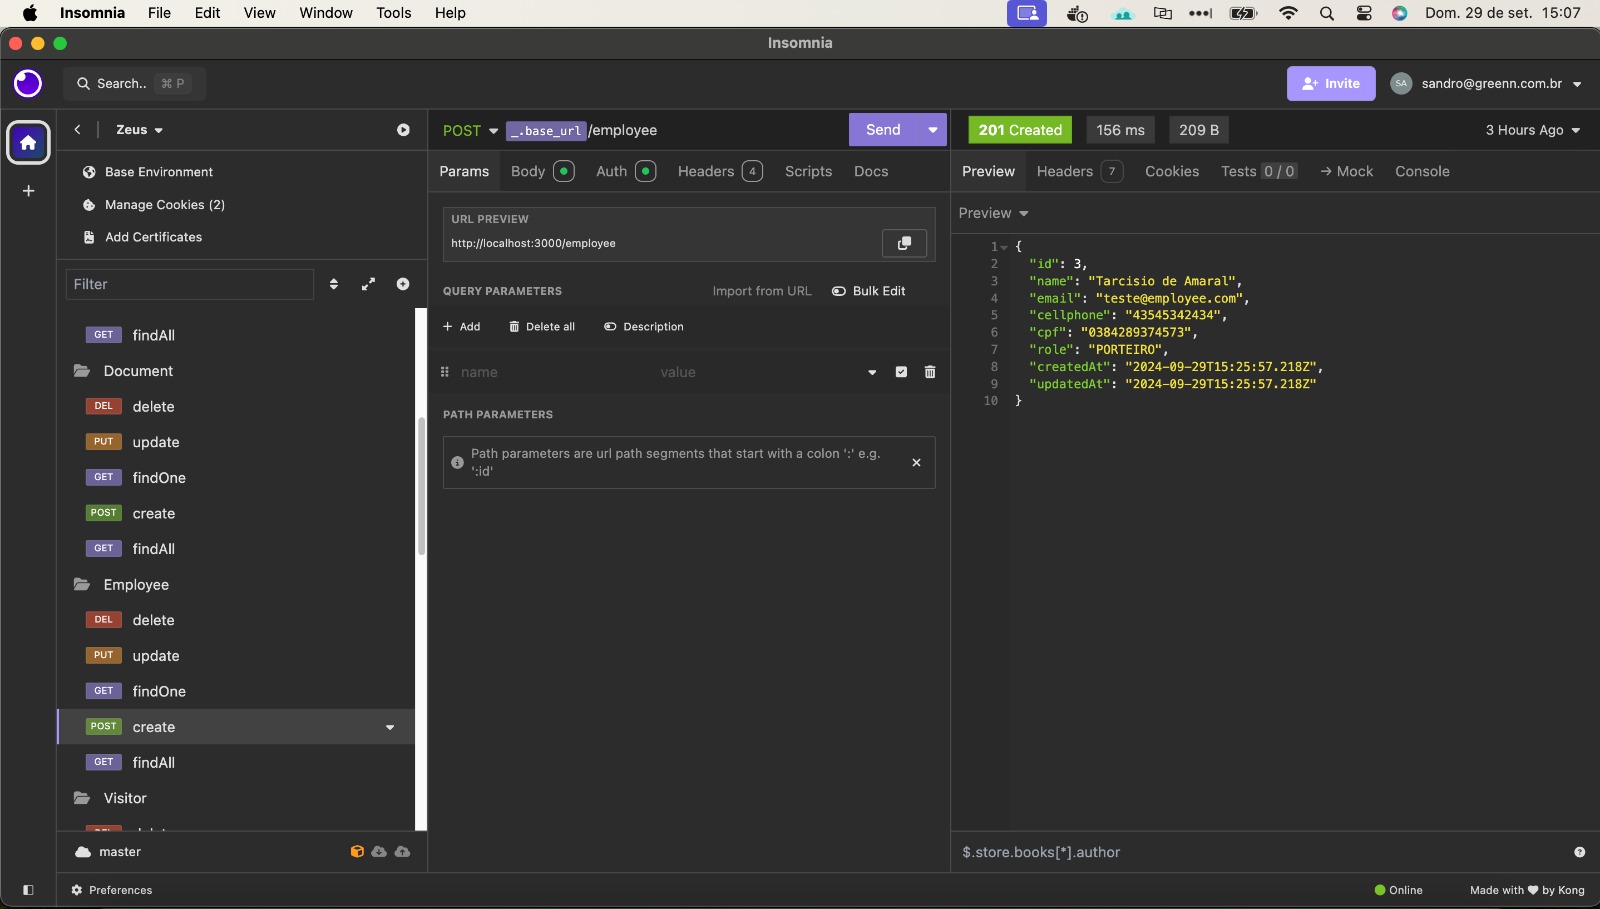 Insomnia File Edit View Window Tools Help Dom. 29 de set. 15:07
Insomnia
Search.. ⌘ P Invite SA sandro@greenn.com.br
Zeus
POST _.base_url /employee Send
201 Created 156 ms 209 B 3 Hours Ago
Base Environment
Manage Cookies (2)
Add Certificates
Filter
GET findAll
Document
DEL delete
PUT update
GET findOne
POST create
GET findAll
Employee
DEL delete
PUT update
GET findOne
POST create
GET findAll
Visitor
master
Preferences
Params Body Auth Headers 4 Scripts Docs
URL PREVIEW
http://localhost:3000/employee
QUERY PARAMETERS Import from URL Bulk Edit
+ Add Delete all Description
name value
PATH PARAMETERS
Path parameters are url path segments that start with a colon ':' e.g.
':id'
Preview Headers 7 Cookies Tests 0 / 0 → Mock Console
Preview
1 {
2 "id": 3,
3 "name": "Tarcisio de Amaral",
4 "email": "teste@employee.com",
5 "cellphone": "43545342434",
6 "cpf": "0384289374573",
7 "role": "PORTEIRO",
8 "createdAt": "2024-09-29T15:25:57.218Z",
9 "updatedAt": "2024-09-29T15:25:57.218Z"
10 }
$.store.books[*].author
Online Made with ♥ by Kong